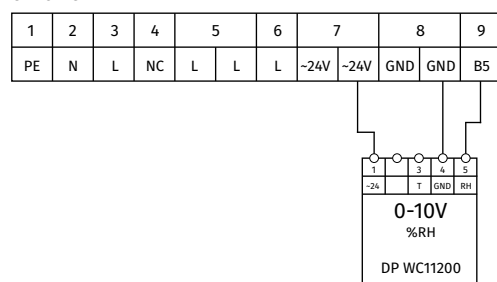 1 2 3 4 5 6 7 8 9
PE N L NC L L L ~24V ~24V GND GND B5
1 3 4 5
~24 T GND RH
0-10V
%RH
DP WC11200